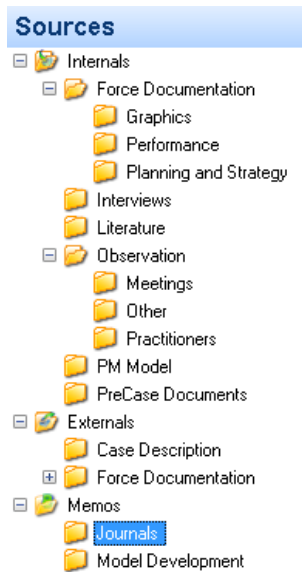 Sources
Internals
Force Documentation
Graphics
Performance
Planning and Strategy
Interviews
Literature
Observation
Meetings
Other
Practitioners
PM Model
PreCase Documents
Externals
Case Description
Force Documentation
Memos
Journals
Model Development